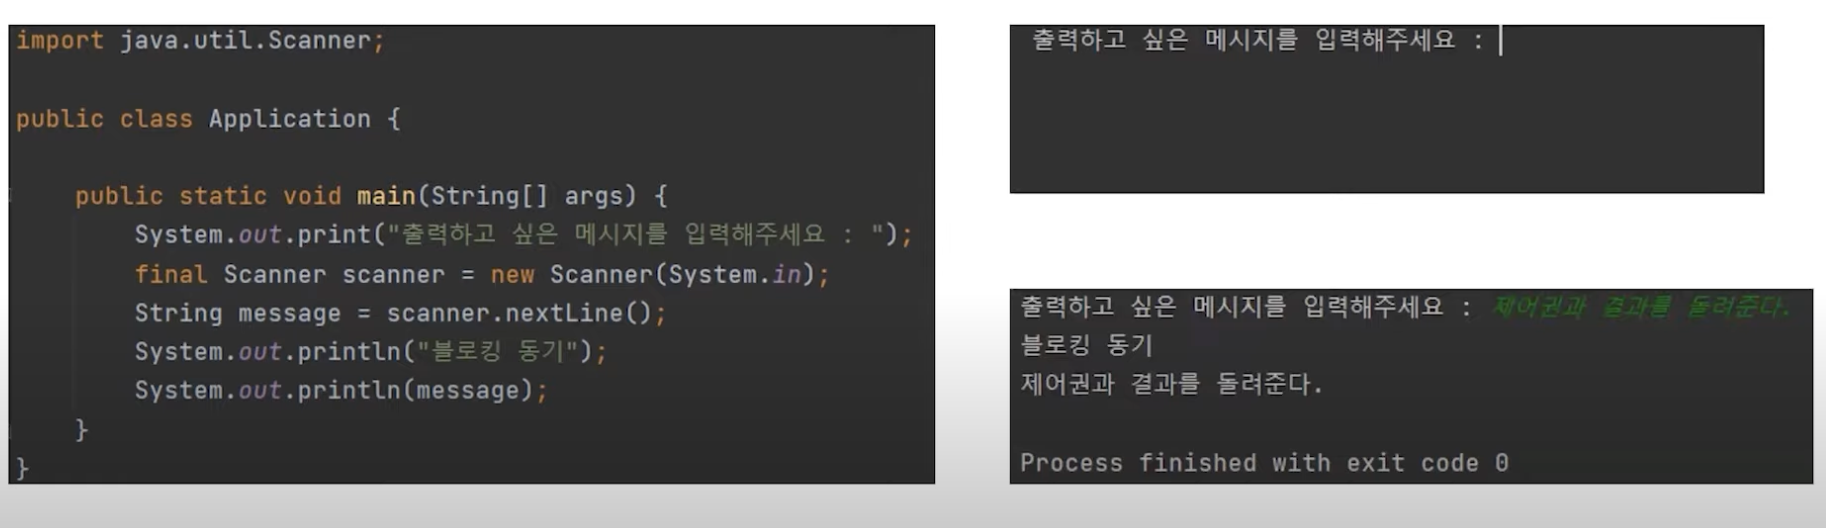 import java.util.Scanner;
public class Application {
public static void main(String[] args) {
System.out.print("출력하고 싶은 메시지를 입력해주세요 : ");
final Scanner scanner = new Scanner(System.in);
String message = scanner.nextLine();
System.out.println("블로킹 동기");
System.out.println(message);
}
}
출력하고 싶은 메시지를 입력해주세요 :
출력하고 싶은 메시지를 입력해주세요 : 제어권과 결과를 돌려준다.
블로킹 동기
제어권과 결과를 돌려준다.
Process finished with exit code 0